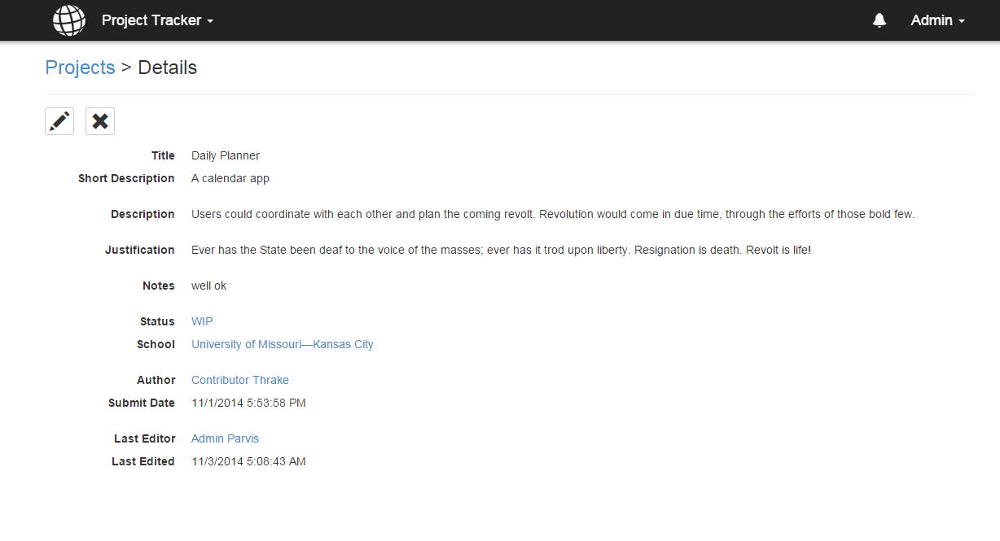 Project Tracker
Admin
Projects > Details
Title Daily Planner
Short Description A calendar app
Description Users could coordinate with each other and plan the coming revolt. Revolution would come in due time, through the efforts of those bold few.
Justification Ever has the State been deaf to the voice of the masses; ever has it trod upon liberty. Resignation is death. Revolt is life!
Notes well ok
Status WIP
School University of Missouri—Kansas City
Author Contributor Thrake
Submit Date 11/1/2014 5:53:58 PM
Last Editor Admin Parvis
Last Edited 11/3/2014 5:08:43 AM